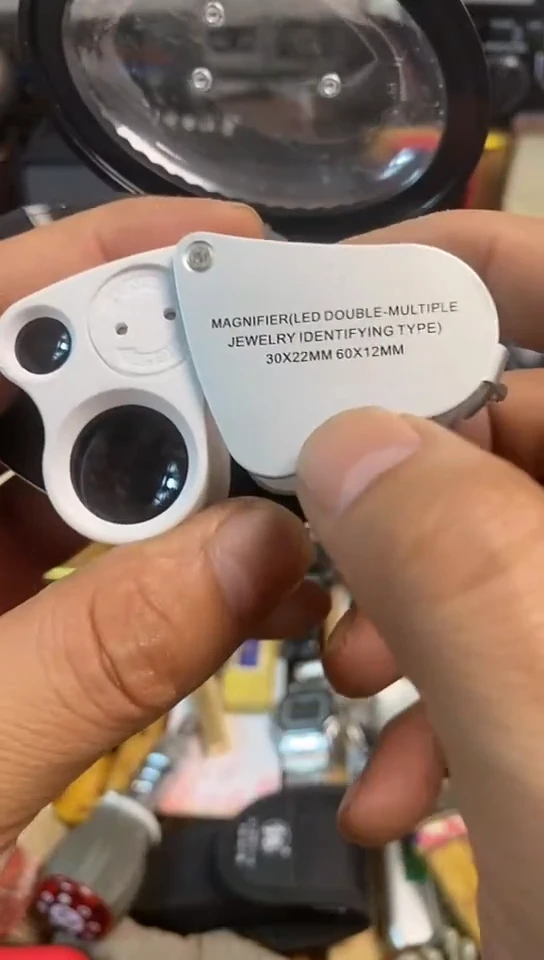 MAGNIFIER(LED DOUBLE-MULTIPLE
JEWELRY IDENTIFYING TYPE)
30X22MM 60X12MM